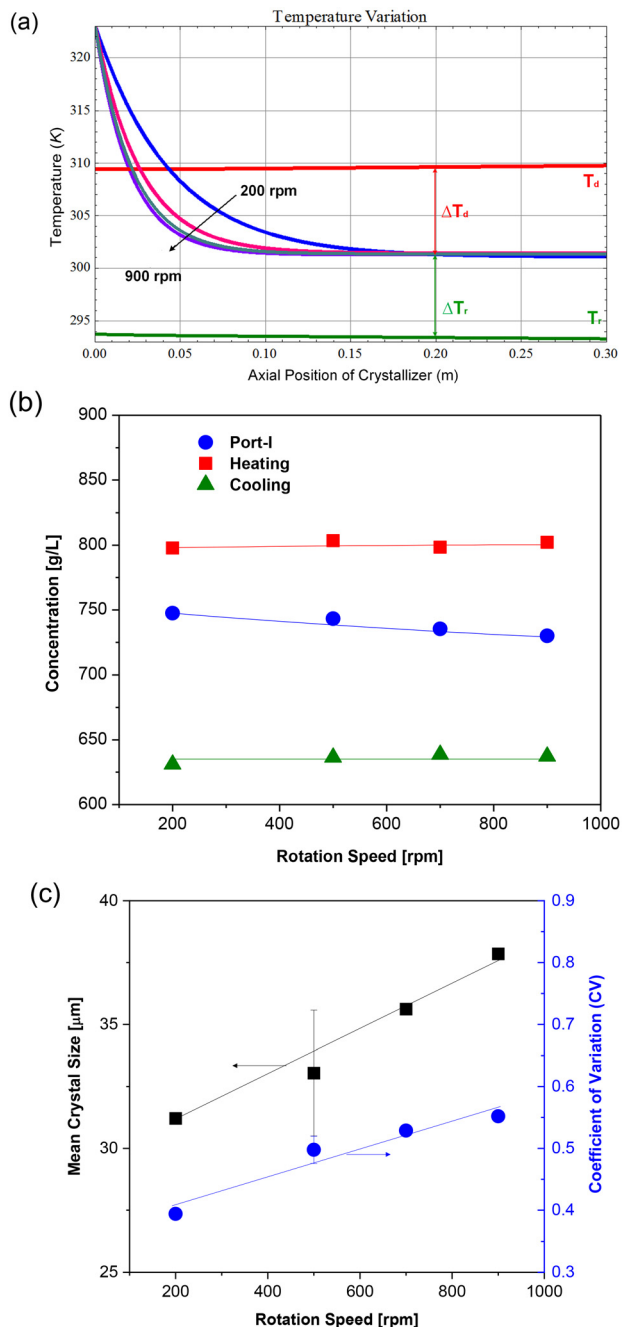 (a)
Temperature Variation
320
315
310
305
300
295
Temperature (K)
200 rpm
900 rpm
ΔT_d
T_d
ΔT_r
T_r
0.00 0.05 0.10 0.15 0.20 0.25 0.30
Axial Position of Crystallizer (m)
(b)
900
850
800
750
700
650
600
Concentration [g/L]
Port-I
Heating
Cooling
200 400 600 800 1000
Rotation Speed [rpm]
(c)
40
35
30
25
Mean Crystal Size [μm]
0.9
0.8
0.7
0.6
0.5
0.4
0.3
Coefficient of Variation (CV)
200 400 600 800 1000
Rotation Speed [rpm]